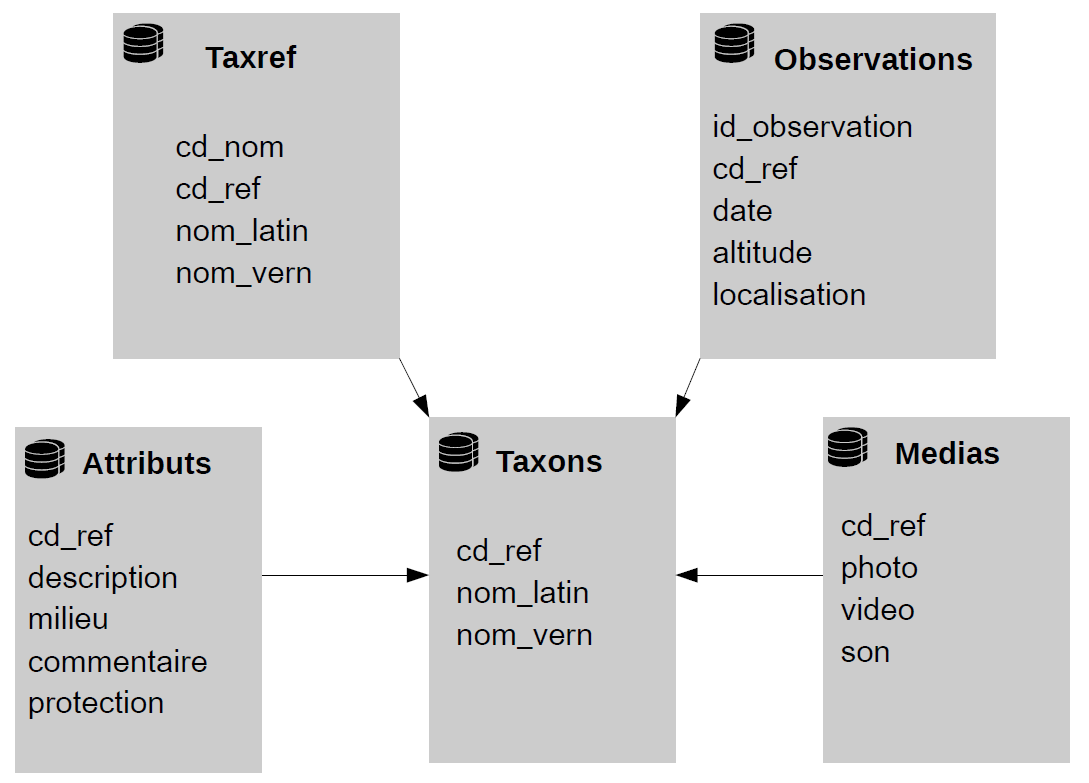 Taxref
cd_nom
cd_ref
nom_latin
nom_vern
Observations
id_observation
cd_ref
date
altitude
localisation
Attributs
cd_ref
description
milieu
commentaire
protection
Taxons
cd_ref
nom_latin
nom_vern
Medias
cd_ref
photo
video
son